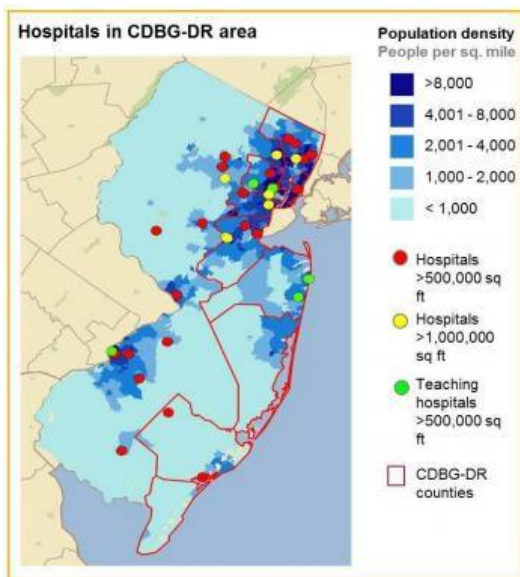 Hospitals in CDBG-DR area
Population density
People per sq. mile
>8,000
4,001 - 8,000
2,001 - 4,000
1,000 - 2,000
< 1,000
Hospitals
>500,000 sq
ft
Hospitals
>1,000,000
sq ft
Teaching
hospitals
>500,000 sq
ft
CDBG-DR
counties